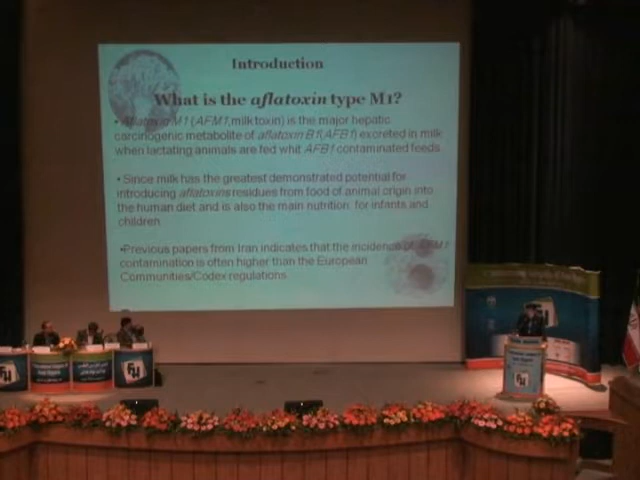 Introduction
What is the aflatoxin type M1?
• Aflatoxin M1 (AFM1, milk toxin) is the major hepatic
carcinogenic metabolite of aflatoxin B1(AFB1) excreted in milk
when lactating animals are fed whit AFB1 contaminated feeds.
• Since milk has the greatest demonstrated potential for
introducing aflatoxins residues from food of animal origin into
the human diet and is also the main nutrition for infants and
children.
•Previous papers from Iran indicates that the incidence of AFM1
contamination is often higher than the European
Communities/Codex regulations.
FH
FH
FH
FH